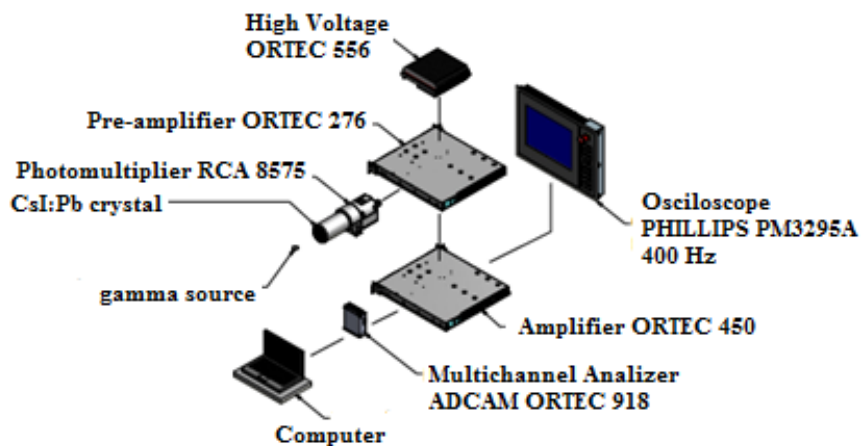 High Voltage
ORTEC 556
Pre-amplifier ORTEC 276
Photomultiplier RCA 8575
CsI:Pb crystal
Osciloscope
PHILLIPS PM3295A
400 Hz
gamma source
Amplifier ORTEC 450
Multichannel Analizer
ADCAM ORTEC 918
Computer